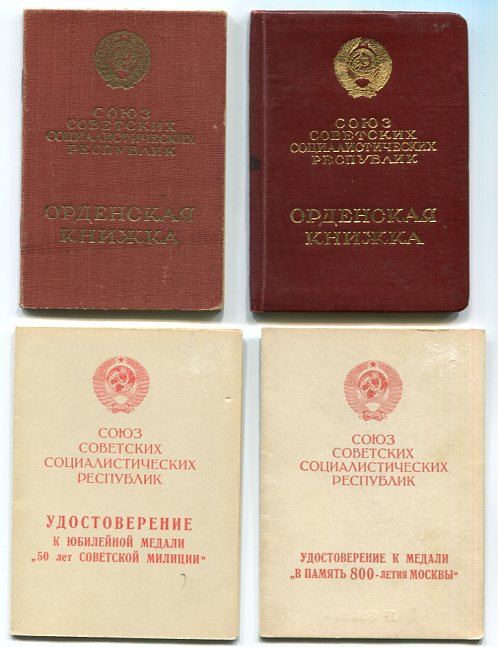 СОЮЗ
СОВЕТСКИХ
СОЦИАЛИСТИЧЕСКИХ
РЕСПУБЛИК
ОРДЕНСКАЯ
КНИЖКА
СОЮЗ
СОВЕТСКИХ
СОЦИАЛИСТИЧЕСКИХ
РЕСПУБЛИК
ОРДЕНСКАЯ
КНИЖКА
СОЮЗ
СОВЕТСКИХ
СОЦИАЛИСТИЧЕСКИХ
РЕСПУБЛИК
УДОСТОВЕРЕНИЕ
К ЮБИЛЕЙНОЙ МЕДАЛИ
„50 лет СОВЕТСКОЙ МИЛИЦИИ“
СОЮЗ
СОВЕТСКИХ
СОЦИАЛИСТИЧЕСКИХ
РЕСПУБЛИК
УДОСТОВЕРЕНИЕ К МЕДАЛИ
„В ПАМЯТЬ 800-ЛЕТИЯ МОСКВЫ“